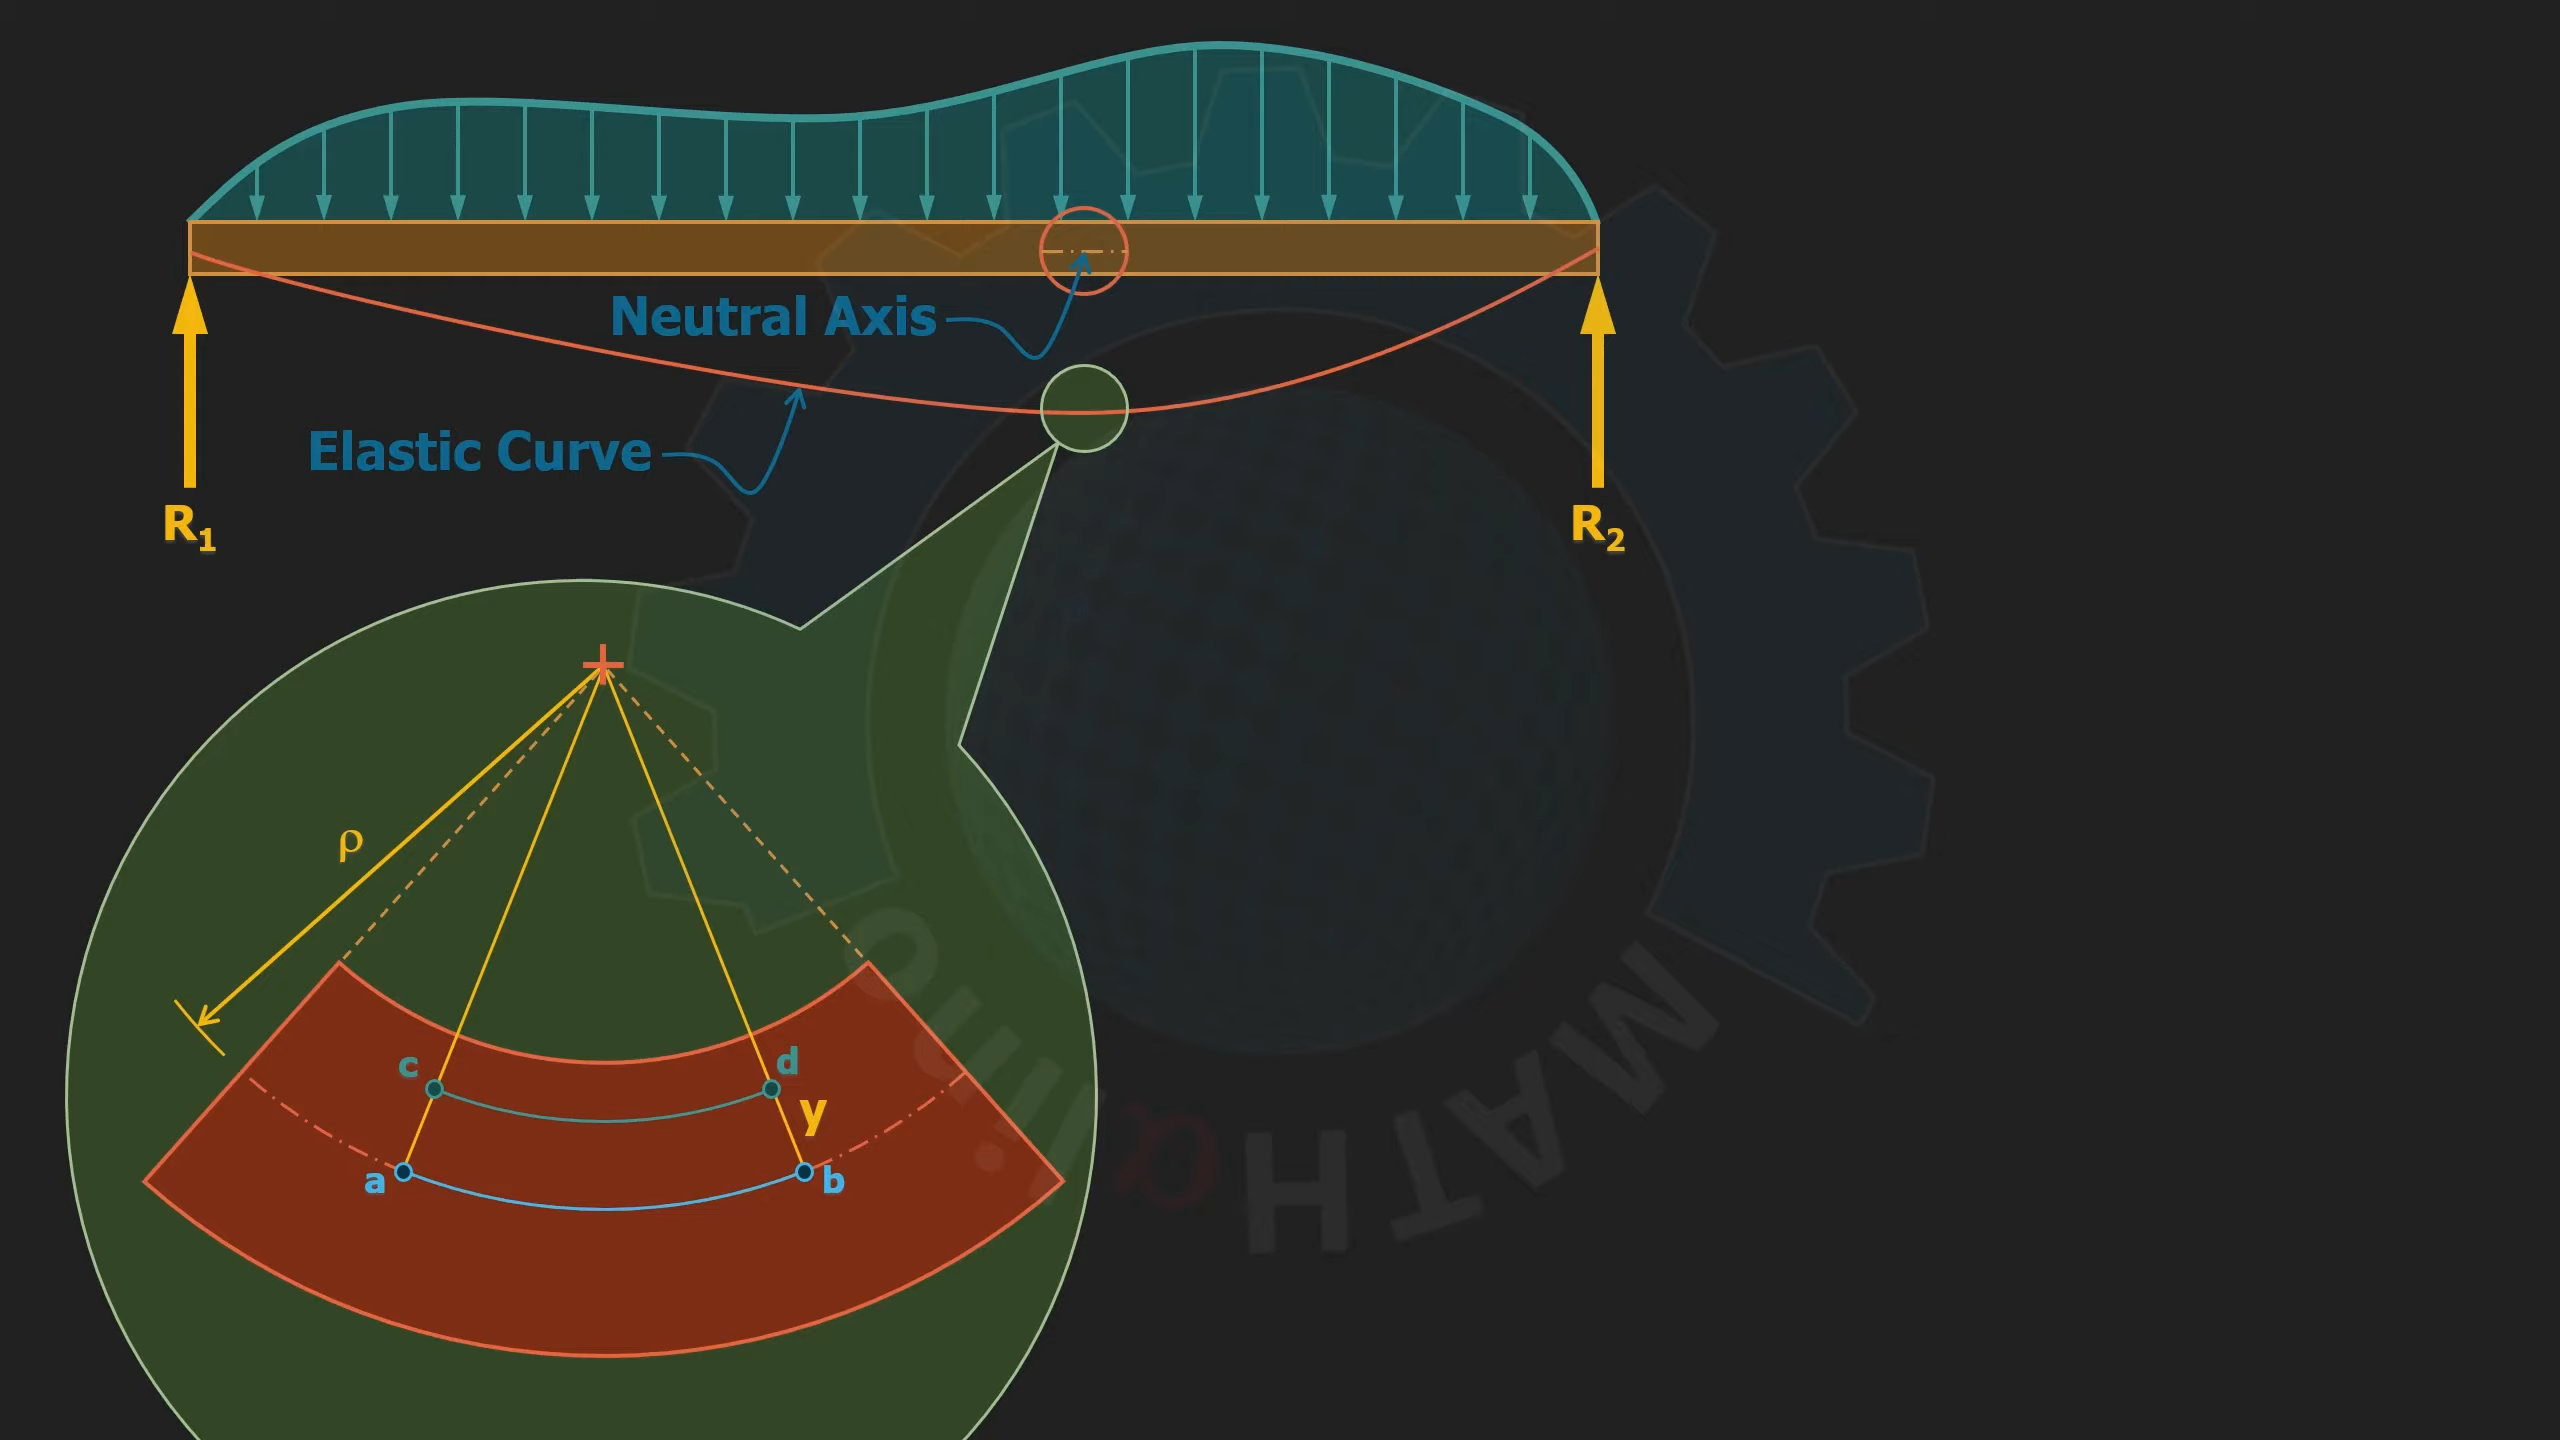 Neutral Axis
Elastic Curve
R₁
R₂
ρ
c
d
y
a
b
MATHalino